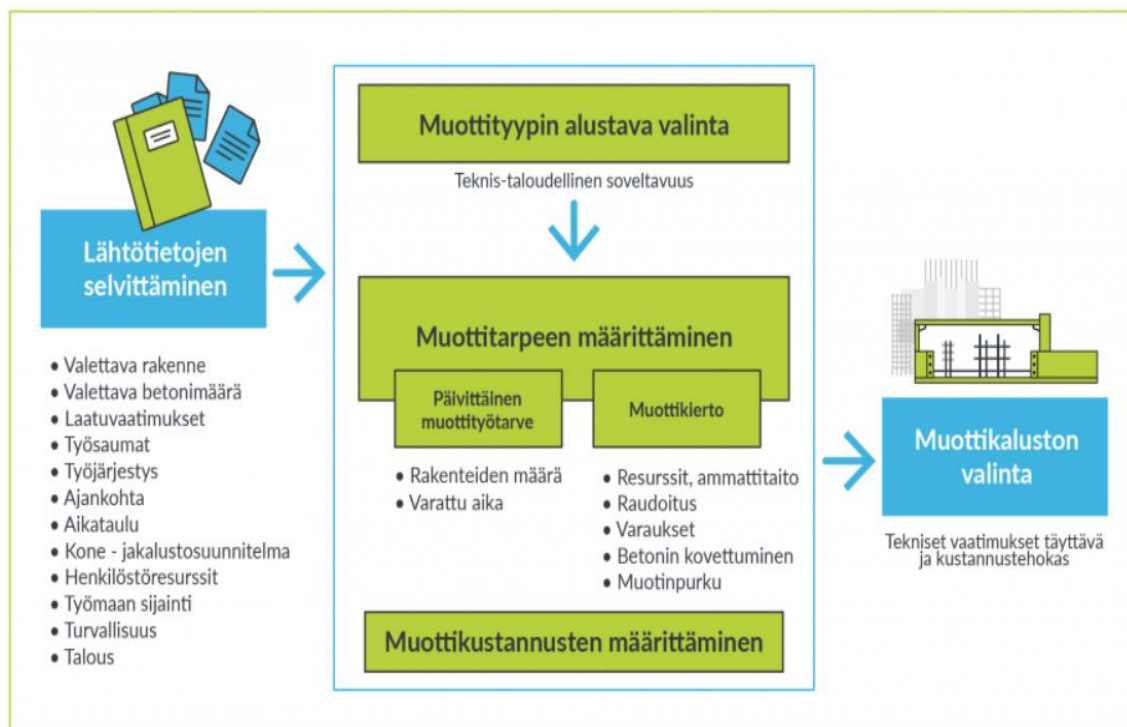 Lähtötietojen
selvittäminen
• Valettava rakenne
• Valettava betonimäärä
• Laatuvaatimukset
• Työsaumat
• Työjärjestys
• Ajankohta
• Aikataulu
• Kone - jakalustosuunnitelma
• Henkilöstöresurssit
• Työmaan sijainti
• Turvallisuus
• Talous
Muottityypin alustava valinta
Teknis-taloudellinen soveltavuus
Muottitarpeen määrittäminen
Päivittäinen
muottityötarve
• Rakenteiden määrä
• Varattu aika
Muottikierto
• Resurssit, ammattitaito
• Raudoitus
• Varaukset
• Betonin kovettuminen
• Muotinpurku
Muottikustannusten määrittäminen
Muottikaluston
valinta
Tekniset vaatimukset täyttävä
ja kustannustehokas